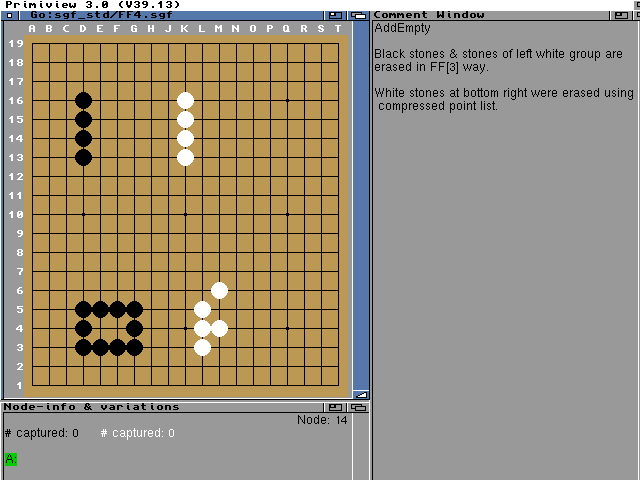 Primiview 3.0 (V39.13)
Go:sgf_std/FF4.sgf
A B C D E F G H J K L M N O P Q R S T
19
18
17
16
15
14
13
12
11
10
9
8
7
6
5
4
3
2
1
Comment Window
AddEmpty
Black stones & stones of left white group are
erased in FF[3] way.
White stones at bottom right were erased using
compressed point list.
Node-info & variations
Node: 14
# captured: 0 # captured: 0
A: